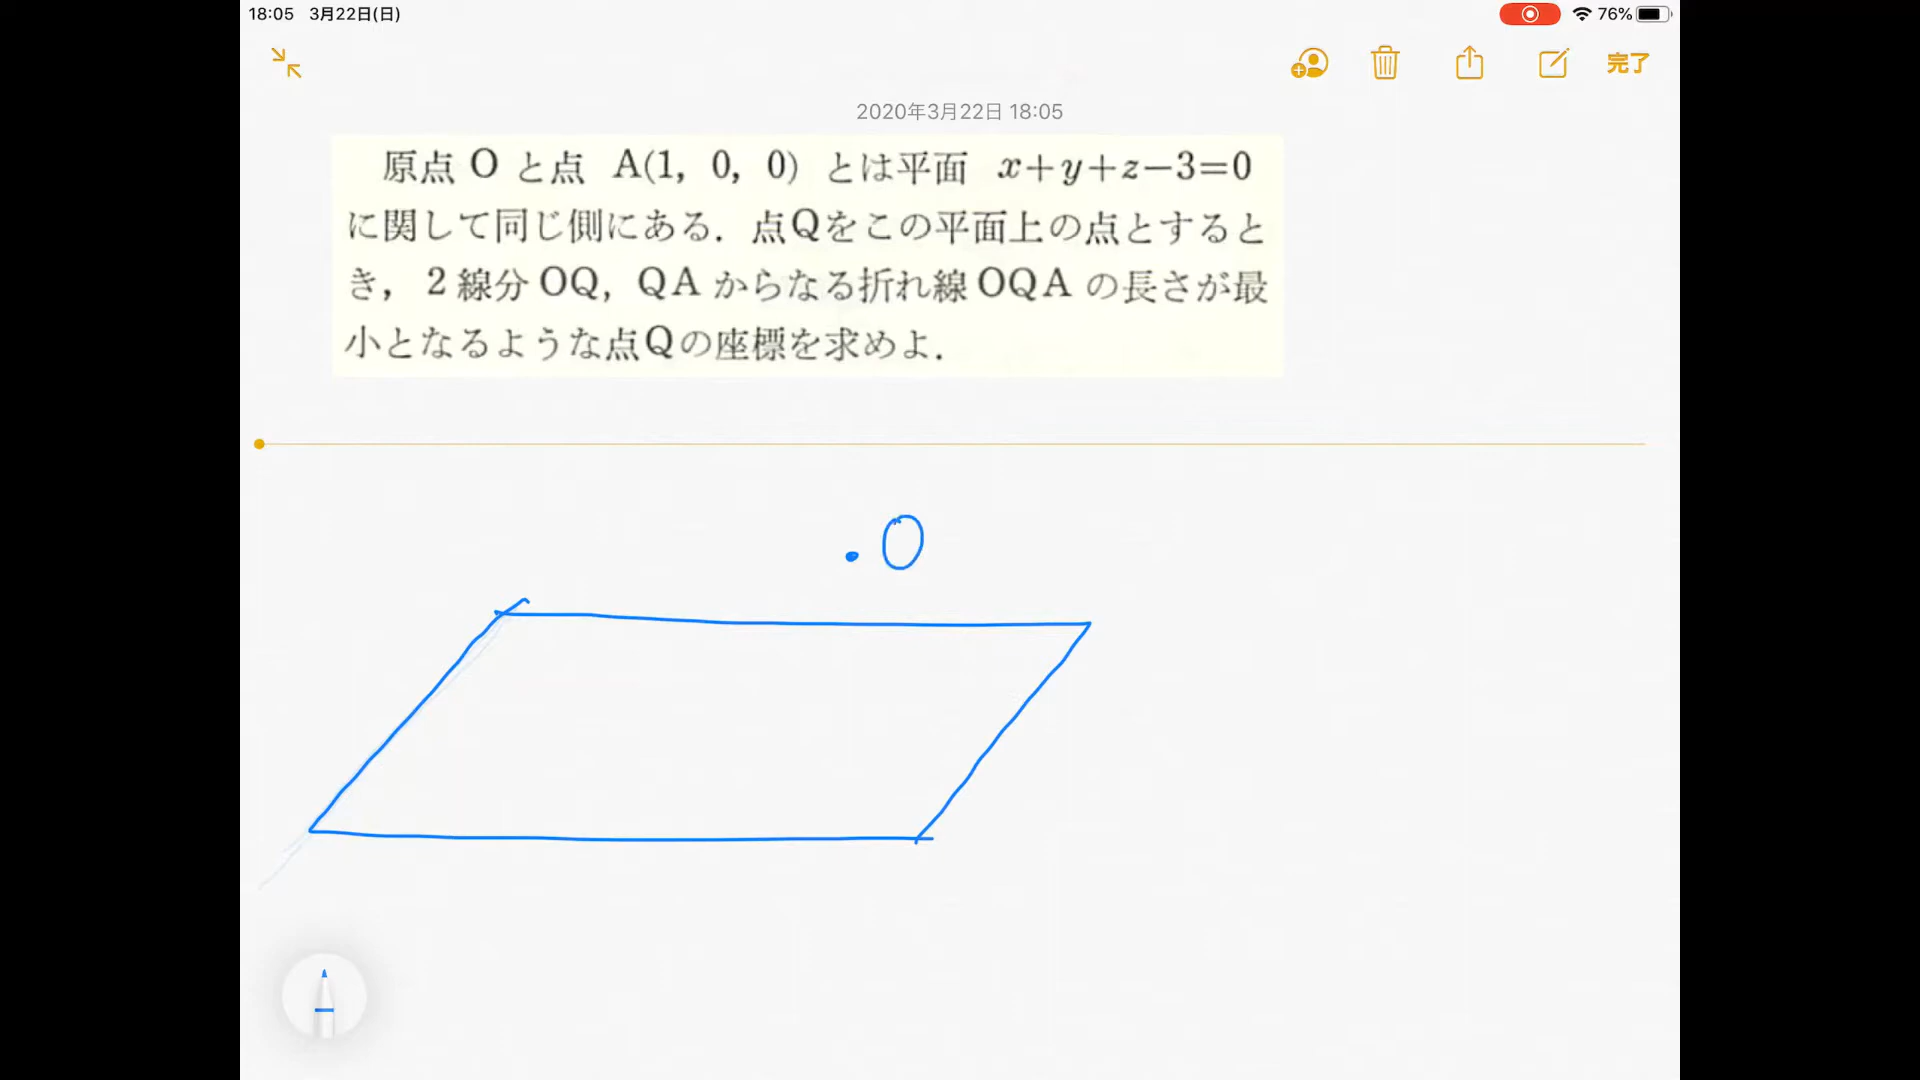 18:05 3月22日(日)
76%
完了
2020年3月22日 18:05
原点 O と点 A(1, 0, 0) とは平面 x+y+z−3=0
に関して同じ側にある．点Qをこの平面上の点とすると
き，2線分 OQ，QA からなる折れ線 OQA の長さが最
小となるような点Qの座標を求めよ．
.O